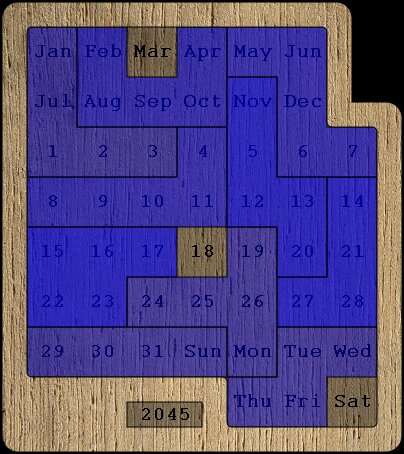 Jan Feb Mar Apr May Jun
Jul Aug Sep Oct Nov Dec
1 2 3 4 5 6 7
8 9 10 11 12 13 14
15 16 17 18 19 20 21
22 23 24 25 26 27 28
29 30 31 Sun Mon Tue Wed
Thu Fri Sat
2045